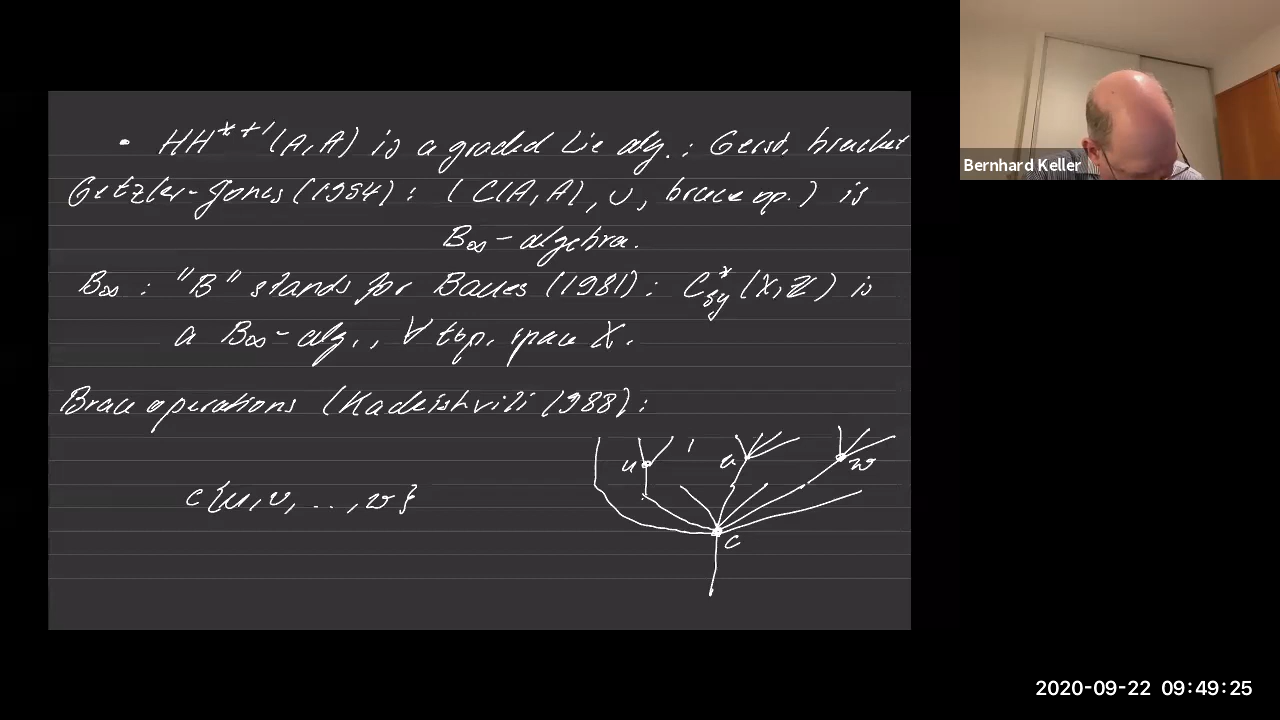 • HH*+1(A,A) is a graded Lie alg. : Gerst. bracket
Getzler-Jones (1994) : (C(A,A), ∪, brace op.) is
B∞-algebra.
B∞ : "B" stands for Baues (1981) : C*sg(X,Z) is
a B∞-alg., ∀ top. space X.
Brace operations (Kadeishvili 1988) :
c{u,v, ..., w}
u
w
c
Bernhard Keller
2020-09-22 09:49:25